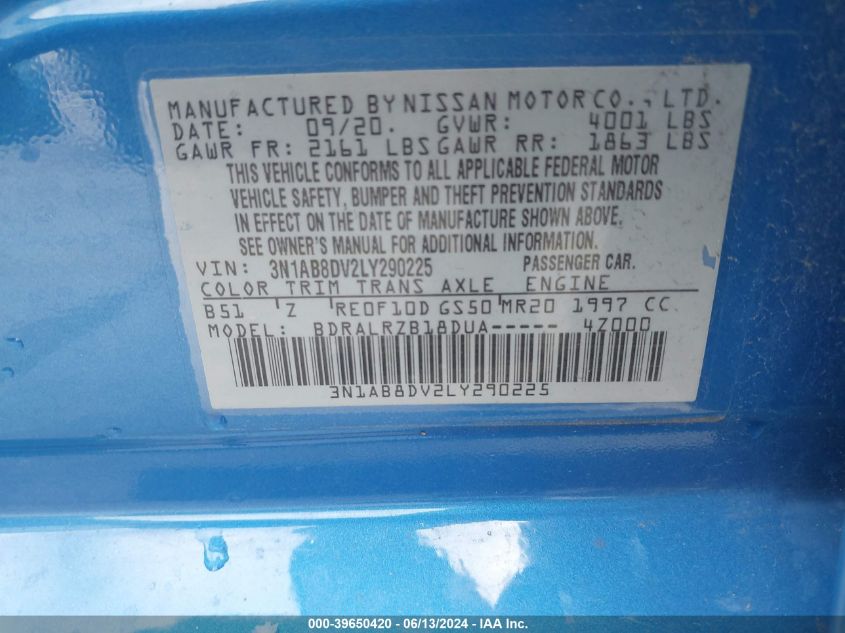 MANUFACTURED BY NISSAN MOTOR CO., LTD.
DATE: 09/20. GVWR: 4001 LBS
GAWR FR: 2161 LBS GAWR RR: 1863 LBS
THIS VEHICLE CONFORMS TO ALL APPLICABLE FEDERAL MOTOR
VEHICLE SAFETY, BUMPER AND THEFT PREVENTION STANDARDS
IN EFFECT ON THE DATE OF MANUFACTURE SHOWN ABOVE.
SEE OWNER'S MANUAL FOR ADDITIONAL INFORMATION
VIN: 3N1AB8DV2LY290225 PASSENGER CAR.
COLOR TRIM TRANS AXLE ENGINE
B51 Z RE0F10D GS50 MR20 1997 CC
MODEL: BDRALRZB18DUA----- 4Z000
3N1AB8DV2LY290225
000-39650420 - 06/13/2024 - IAA Inc.